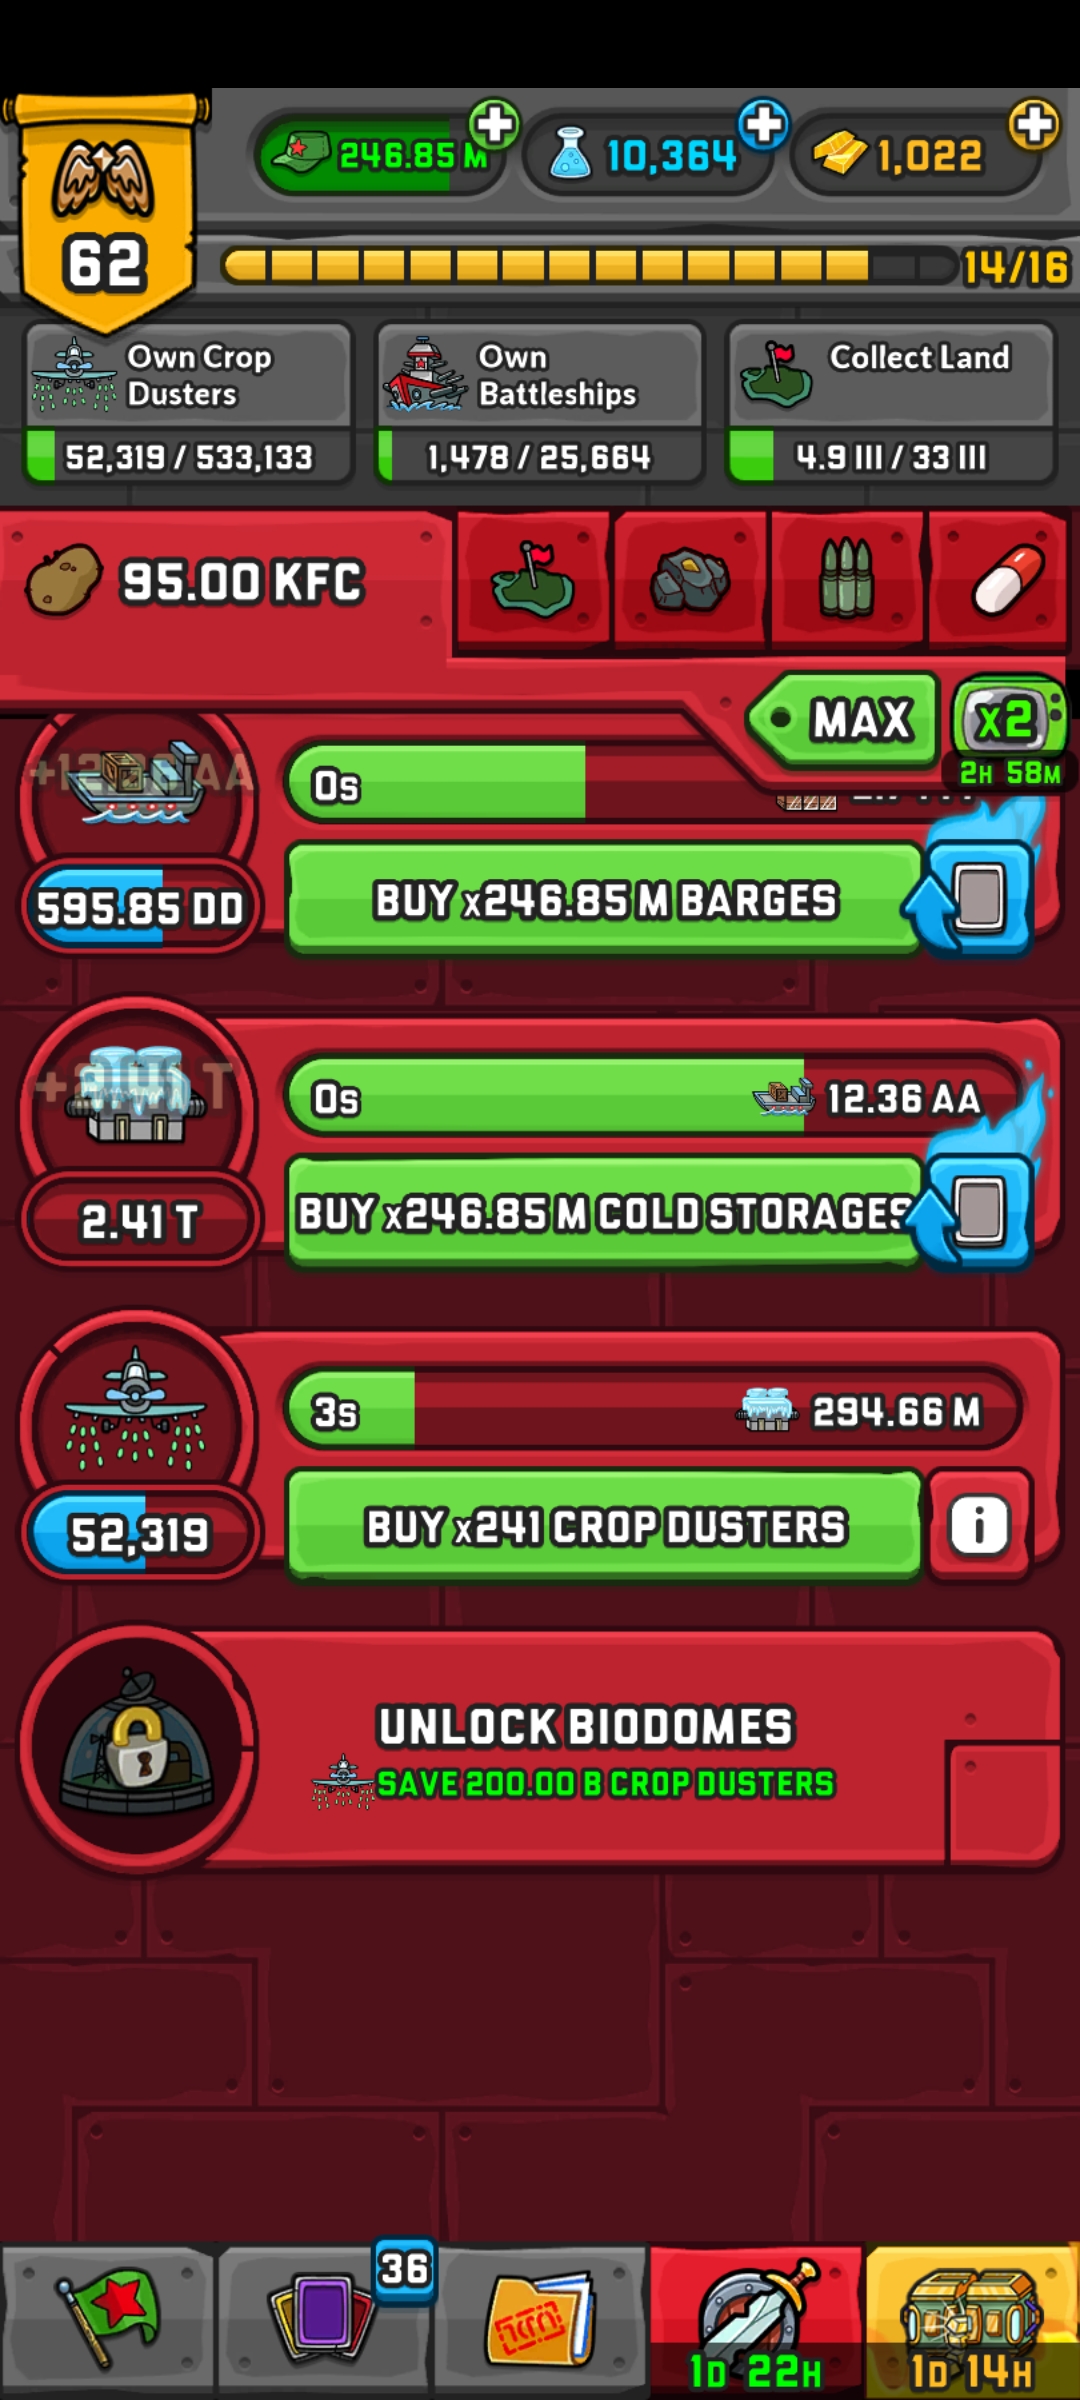 246.85 M
10,364
1,022
62
14/16
Own Crop
Dusters
Own
Battleships
Collect Land
52,319 / 533,133
1,478 / 25,664
4.9 III / 33 III
95.00 KFC
MAX
x2
2H 58M
0s
595.85 DD
BUY x246.85 M BARGES
0s
12.36 AA
2.41 T
BUY x246.85 M COLD STORAGES
3s
294.66 M
52,319
BUY x241 CROP DUSTERS
i
UNLOCK BIODOMES
SAVE 200.00 B CROP DUSTERS
36
1D 22H
1D 14H